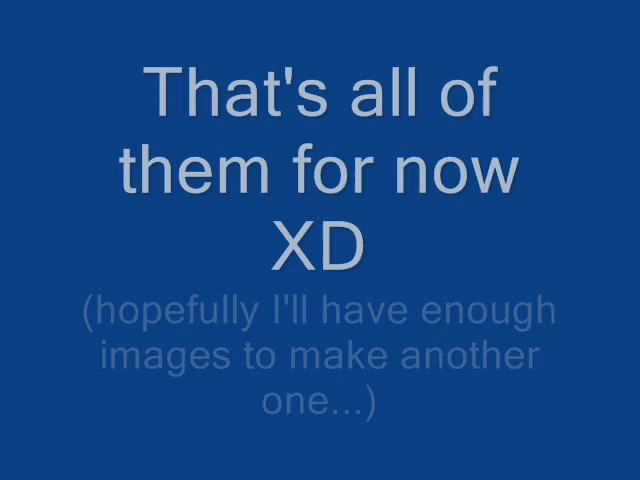 That's all of
them for now
XD
(hopefully I'll have enough
images to make another
one...)